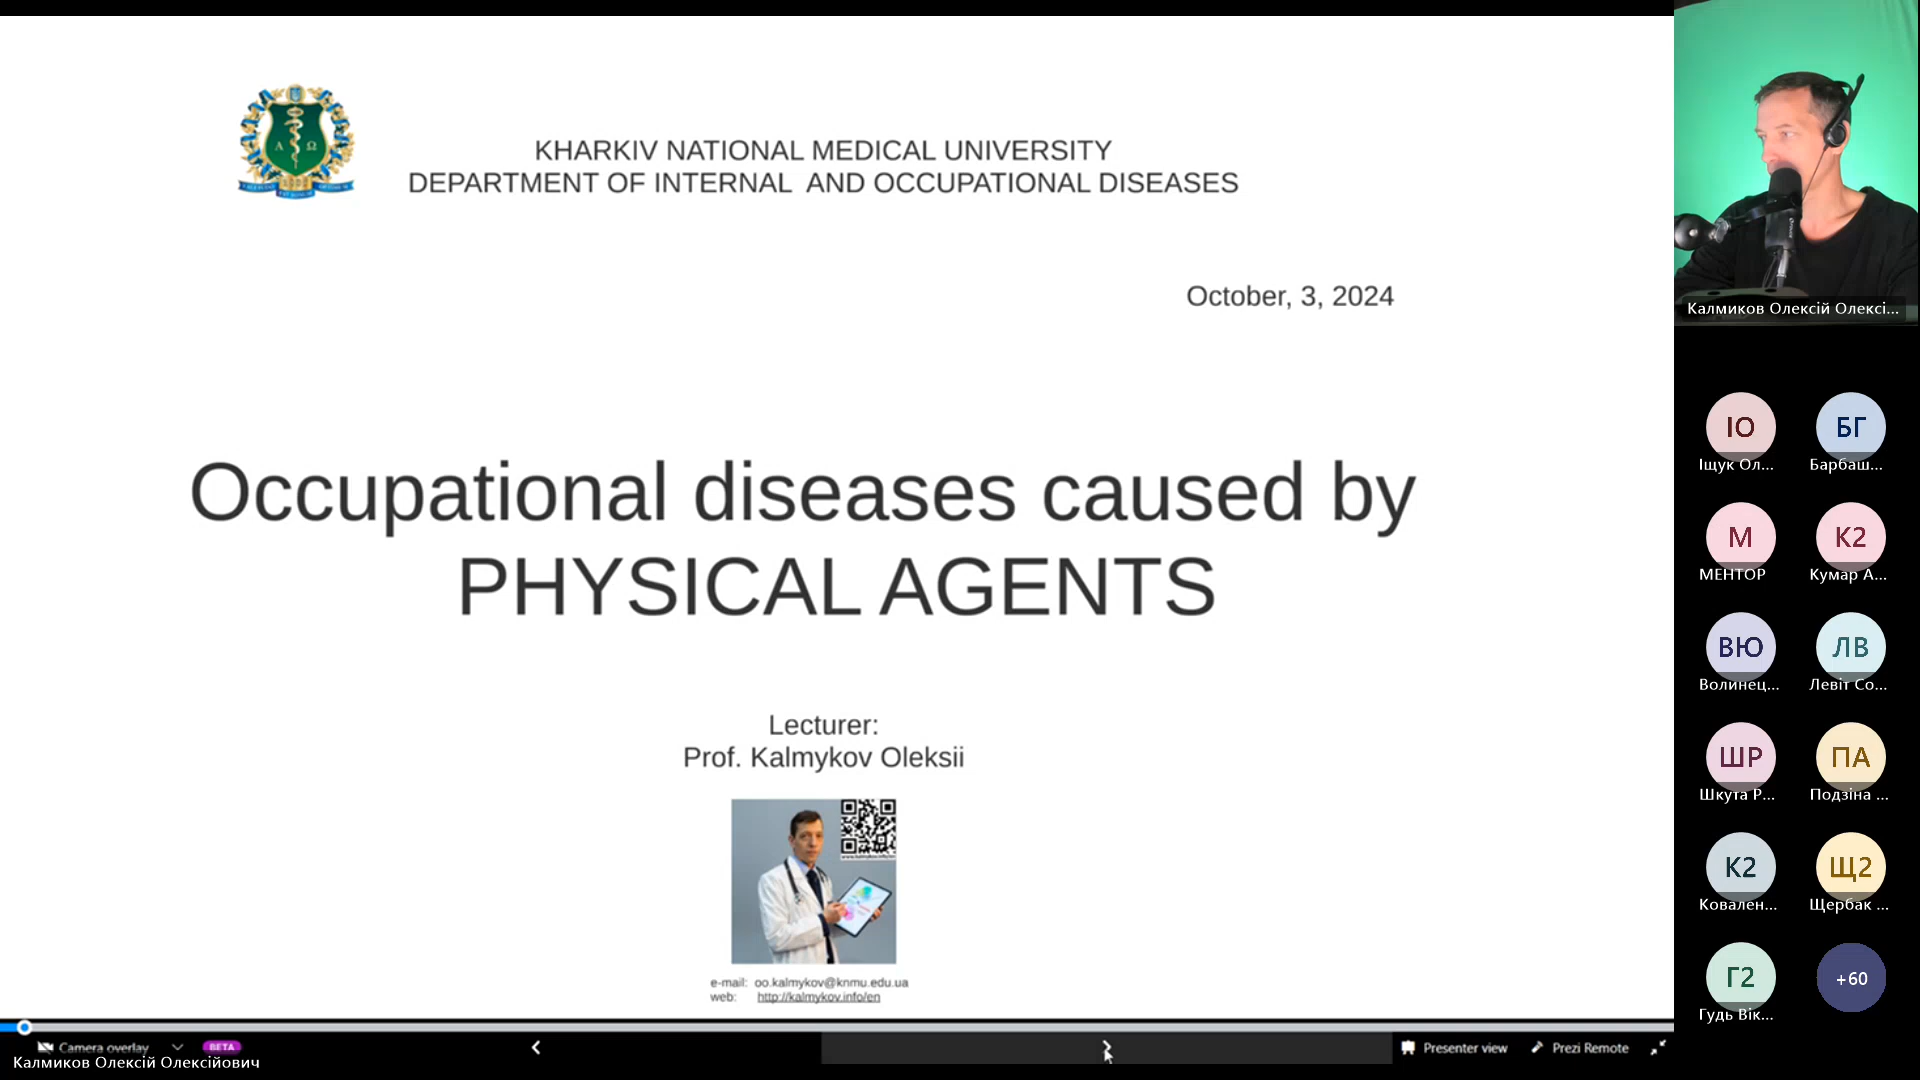 KHARKIV NATIONAL MEDICAL UNIVERSITY
DEPARTMENT OF INTERNAL AND OCCUPATIONAL DISEASES
October, 3, 2024
Occupational diseases caused by
PHYSICAL AGENTS
Lecturer:
Prof. Kalmykov Oleksii
e-mail: oo.kalmykov@knmu.edu.ua
web: http://kalmykov.info/en
Camera overlay BETA
Presenter view
Prezi Remote
Калмиков Олексій Олексійович
Калмиков Олексій Олексі...
ІО БГ
Іщук Ол... Барбаш...
М К2
МЕНТОР Кумар А...
ВЮ ЛВ
Волинец... Левіт Со...
ШР ПА
Шкута Р... Подзіна ...
К2 Щ2
Ковален... Щербак ...
Г2 +60
Гудь Вік...